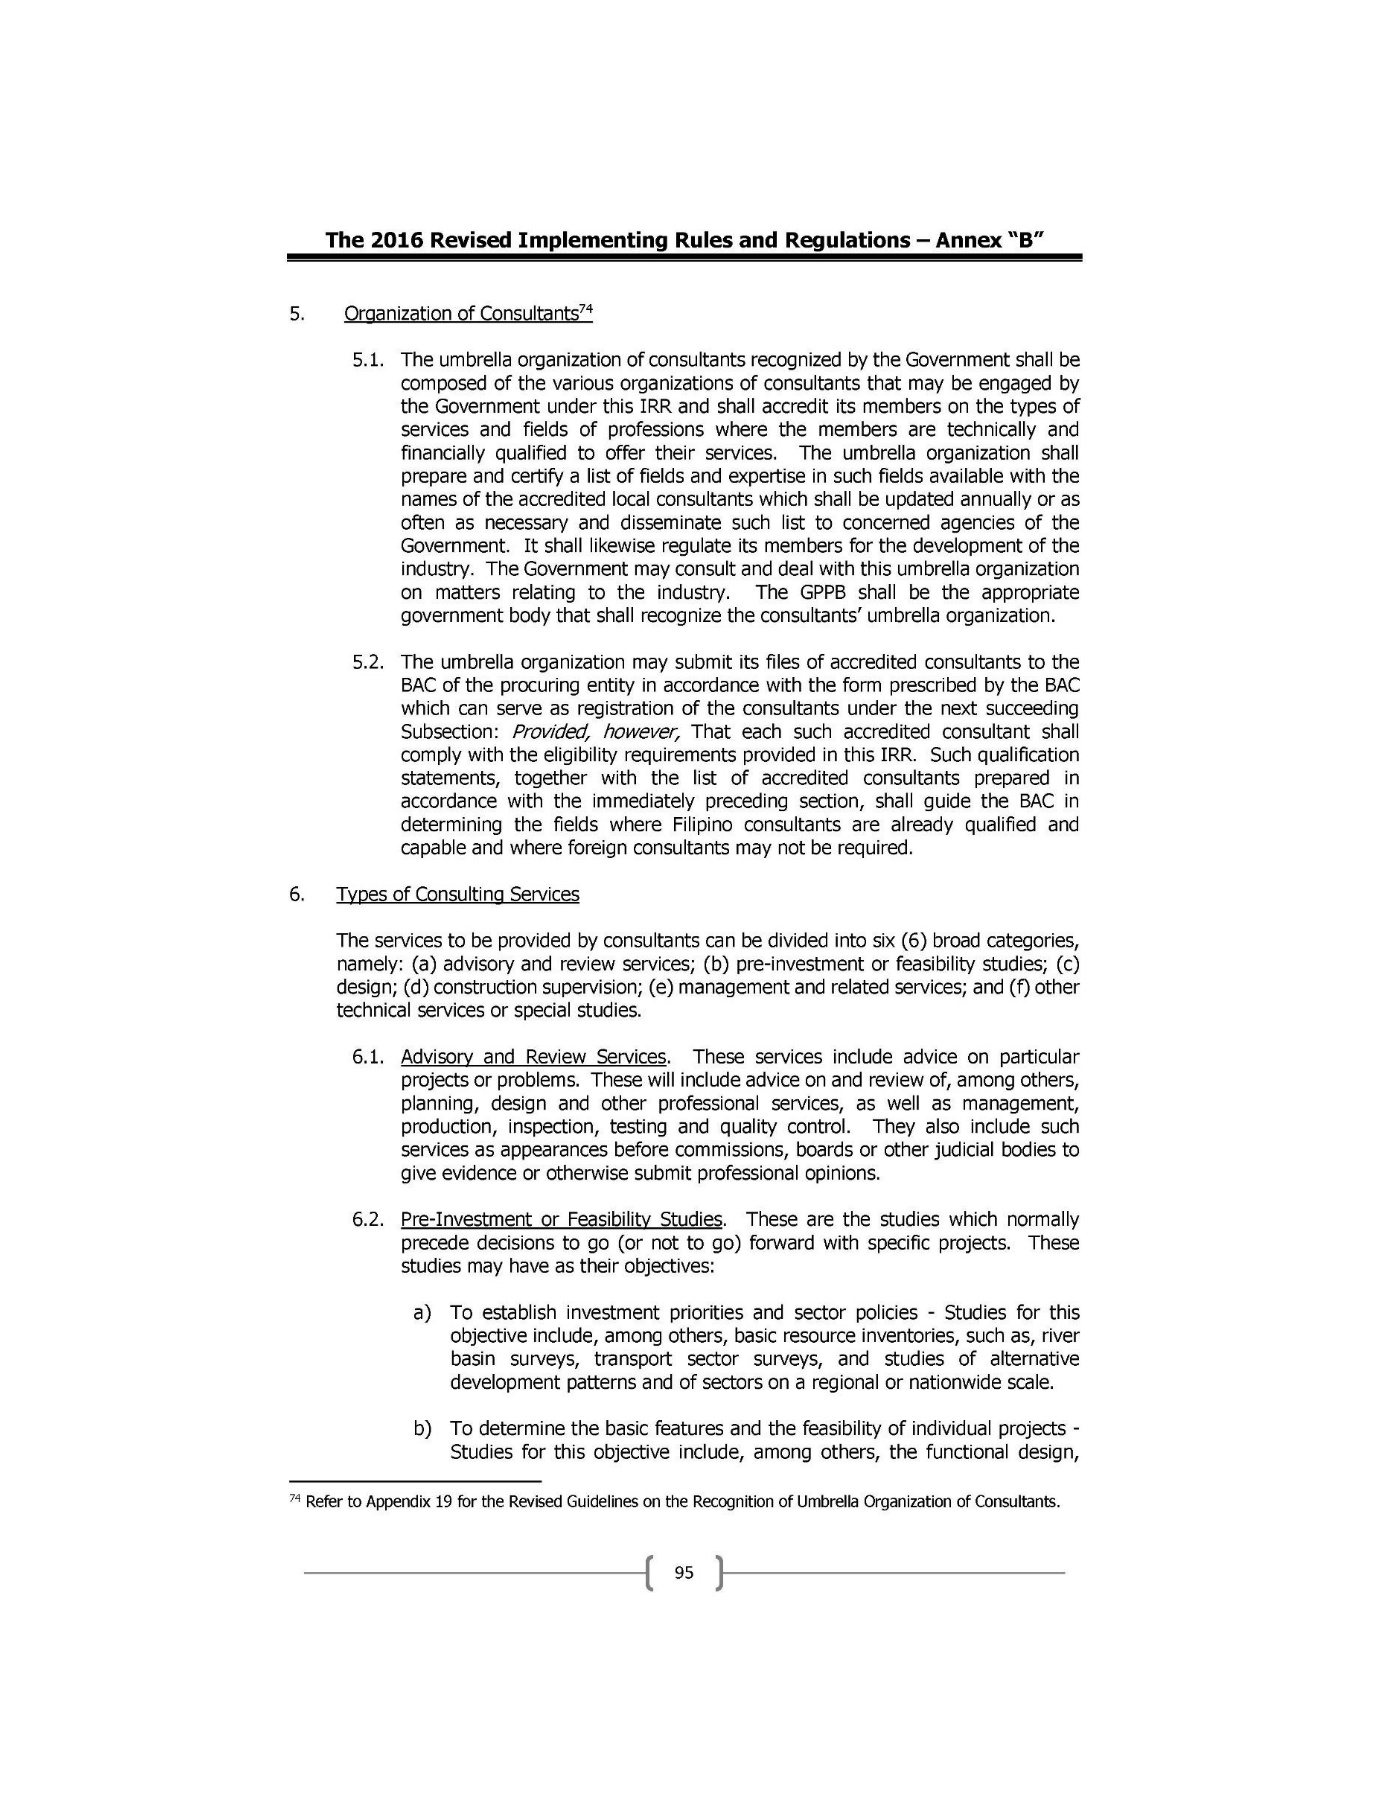 The 2016 Revised Implementing Rules and Regulations – Annex “B”
5. Organization of Consultants74
5.1. The umbrella organization of consultants recognized by the Government shall be
composed of the various organizations of consultants that may be engaged by
the Government under this IRR and shall accredit its members on the types of
services and fields of professions where the members are technically and
financially qualified to offer their services. The umbrella organization shall
prepare and certify a list of fields and expertise in such fields available with the
names of the accredited local consultants which shall be updated annually or as
often as necessary and disseminate such list to concerned agencies of the
Government. It shall likewise regulate its members for the development of the
industry. The Government may consult and deal with this umbrella organization
on matters relating to the industry. The GPPB shall be the appropriate
government body that shall recognize the consultants’ umbrella organization.
5.2. The umbrella organization may submit its files of accredited consultants to the
BAC of the procuring entity in accordance with the form prescribed by the BAC
which can serve as registration of the consultants under the next succeeding
Subsection: Provided, however, That each such accredited consultant shall
comply with the eligibility requirements provided in this IRR. Such qualification
statements, together with the list of accredited consultants prepared in
accordance with the immediately preceding section, shall guide the BAC in
determining the fields where Filipino consultants are already qualified and
capable and where foreign consultants may not be required.
6. Types of Consulting Services
The services to be provided by consultants can be divided into six (6) broad categories,
namely: (a) advisory and review services; (b) pre-investment or feasibility studies; (c)
design; (d) construction supervision; (e) management and related services; and (f) other
technical services or special studies.
6.1. Advisory and Review Services. These services include advice on particular
projects or problems. These will include advice on and review of, among others,
planning, design and other professional services, as well as management,
production, inspection, testing and quality control. They also include such
services as appearances before commissions, boards or other judicial bodies to
give evidence or otherwise submit professional opinions.
6.2. Pre-Investment or Feasibility Studies. These are the studies which normally
precede decisions to go (or not to go) forward with specific projects. These
studies may have as their objectives:
a) To establish investment priorities and sector policies - Studies for this
objective include, among others, basic resource inventories, such as, river
basin surveys, transport sector surveys, and studies of alternative
development patterns and of sectors on a regional or nationwide scale.
b) To determine the basic features and the feasibility of individual projects -
Studies for this objective include, among others, the functional design,
74 Refer to Appendix 19 for the Revised Guidelines on the Recognition of Umbrella Organization of Consultants.
95